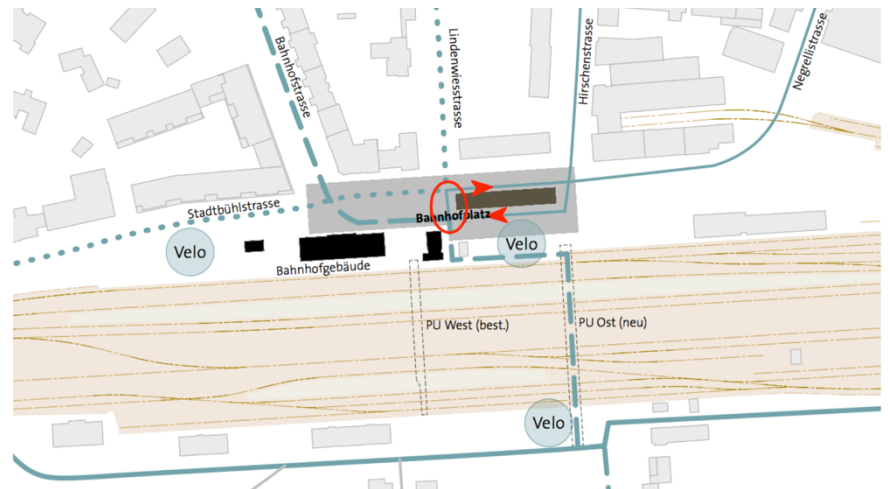 Bahnhofstrasse
Lindenwiesstrasse
Hirschenstrasse
Negrellistrasse
Stadtbühlstrasse
Bahnhofplatz
Velo
Velo
Bahnhofgebäude
PU West (best.)
PU Ost (neu)
Velo